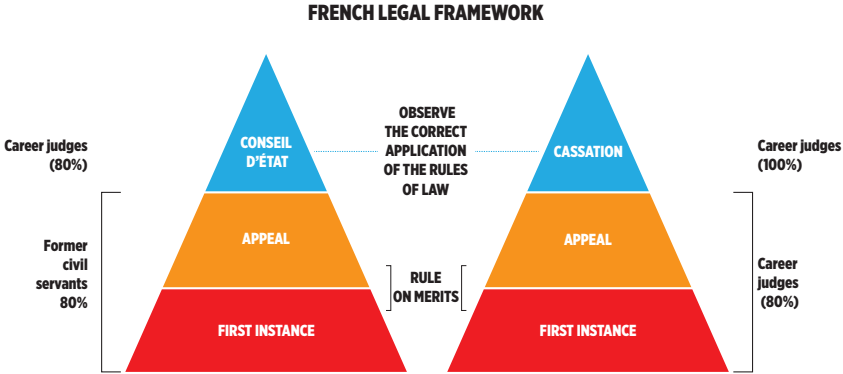 FRENCH LEGAL FRAMEWORK
Career judges
(80%)
CONSEIL
D'ÉTAT
OBSERVE
THE CORRECT
APPLICATION
OF THE RULES
OF LAW
CASSATION
Career judges
(100%)
Former
civil
servants
80%
APPEAL
APPEAL
RULE
ON MERITS
Career
judges
(80%)
FIRST INSTANCE
FIRST INSTANCE